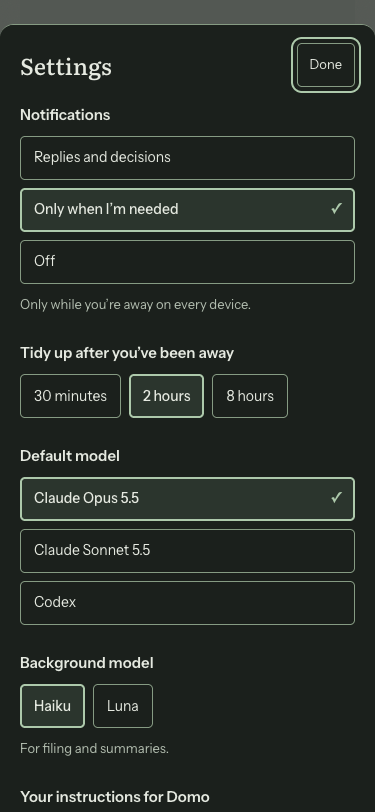 Settings
Done
Notifications
Replies and decisions
Only when I’m needed ✓
Off
Only while you’re away on every device.
Tidy up after you’ve been away
30 minutes
2 hours
8 hours
Default model
Claude Opus 5.5 ✓
Claude Sonnet 5.5
Codex
Background model
Haiku
Luna
For filing and summaries.
Your instructions for Domo